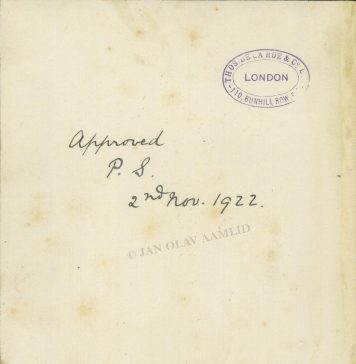 THOS. DE LA RUE & CO. L
LONDON
110, BUNHILL ROW
Approved
P. S.
2nd Nov. 1922.
© JAN OLAV AAMLID